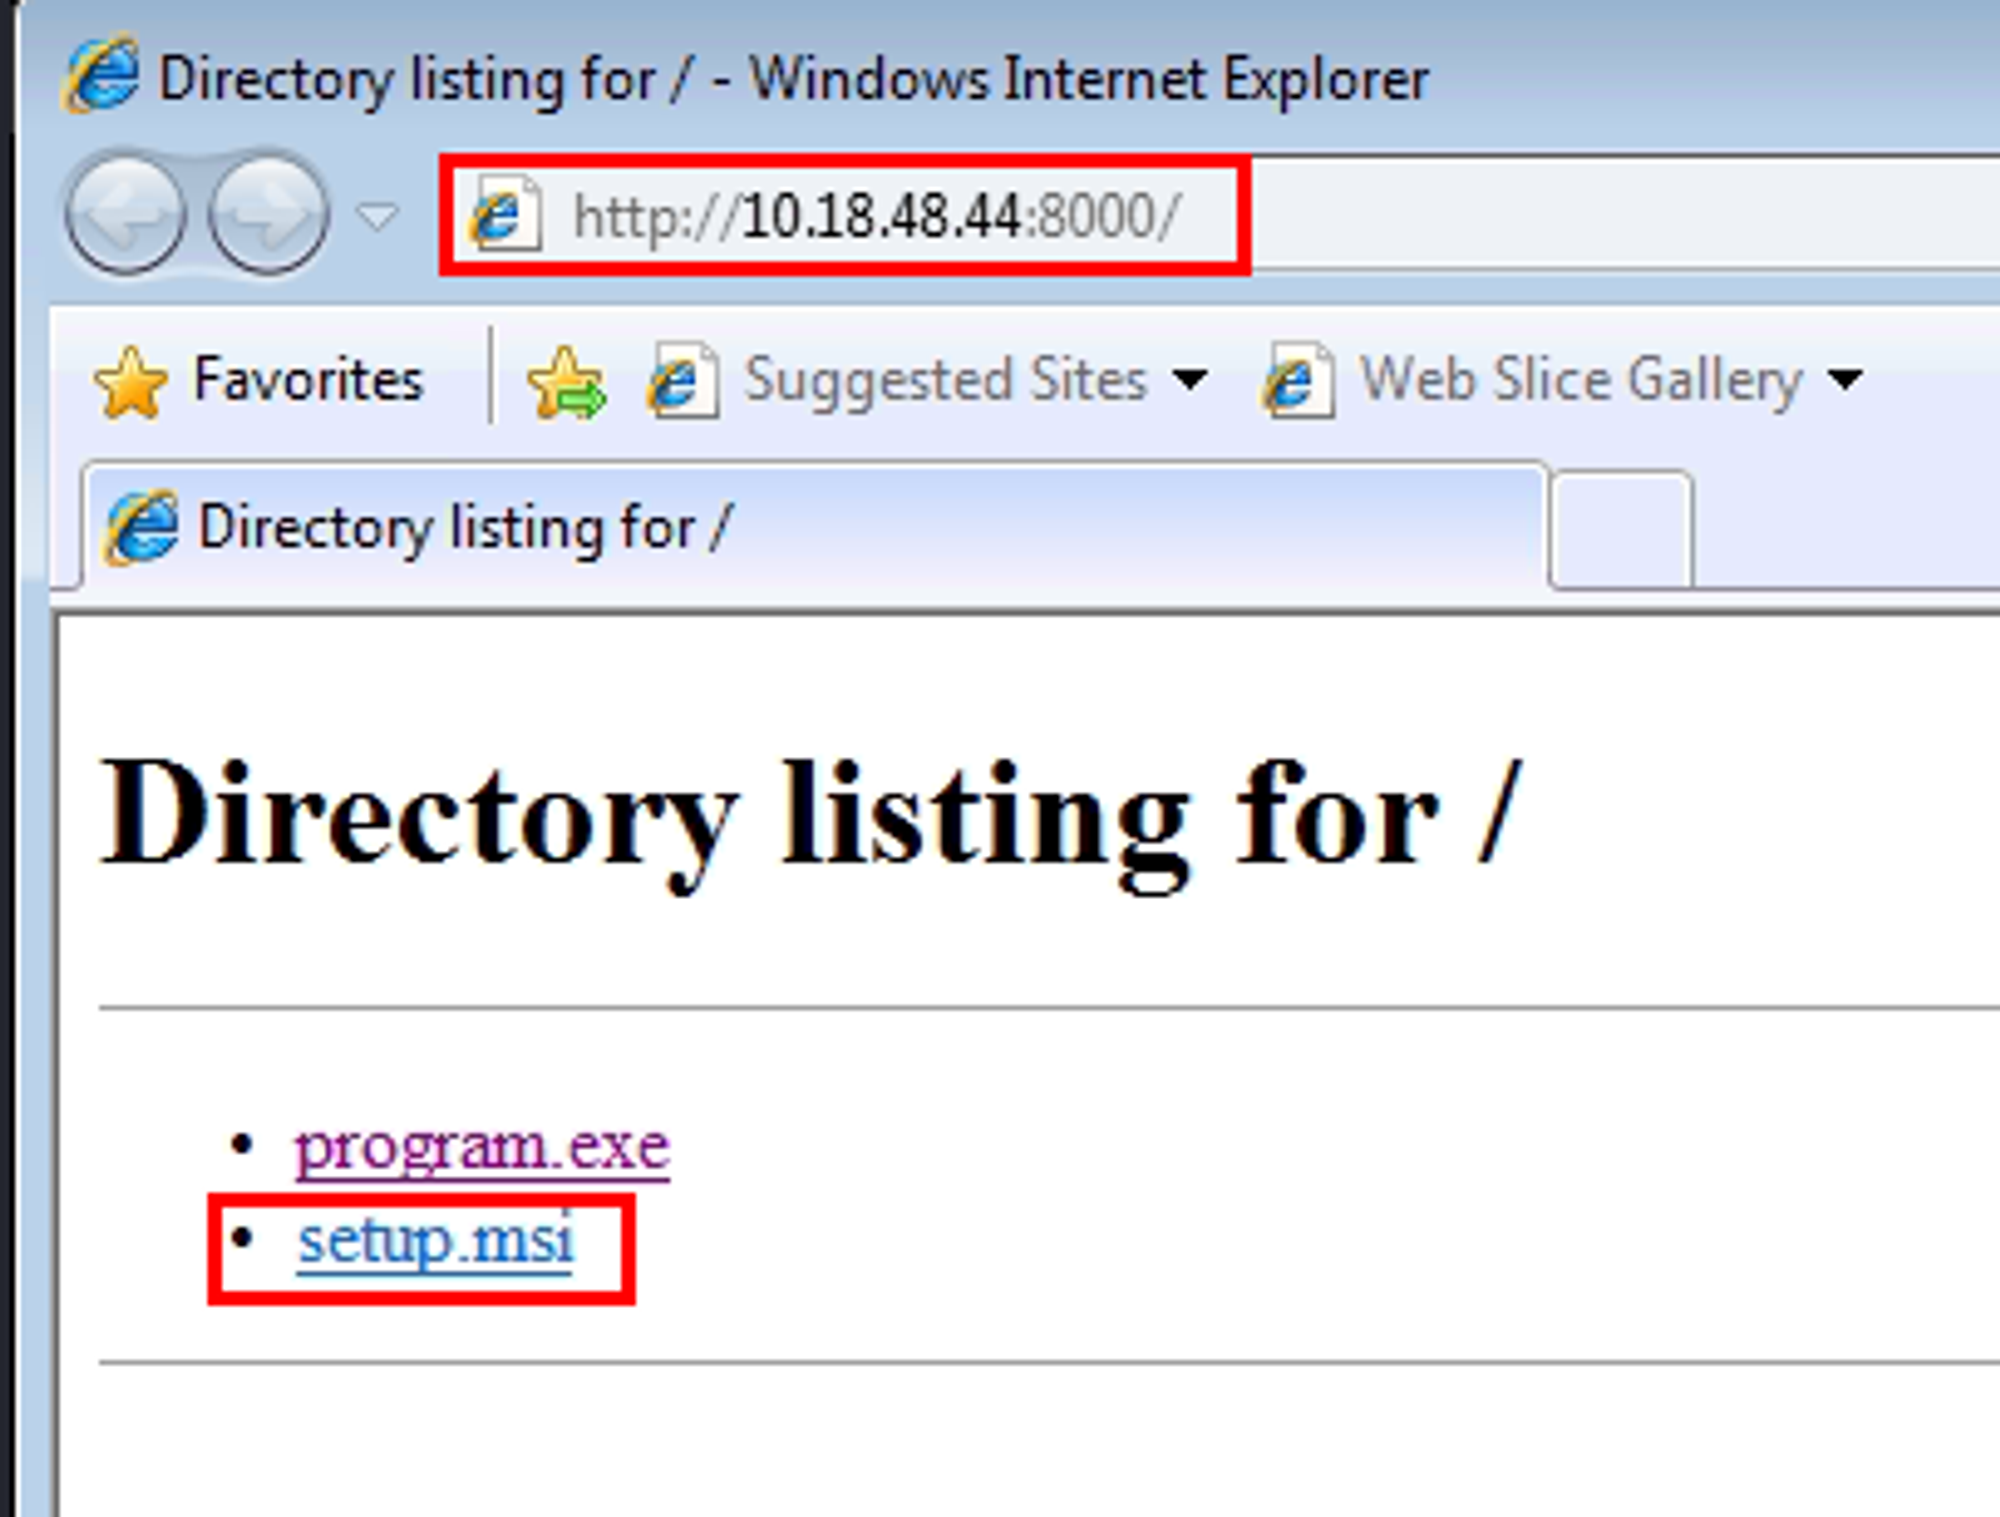 Directory listing for / - Windows Internet Explorer
http://10.18.48.44:8000/
Favorites Suggested Sites Web Slice Gallery
Directory listing for /
Directory listing for /
• program.exe
• setup.msi